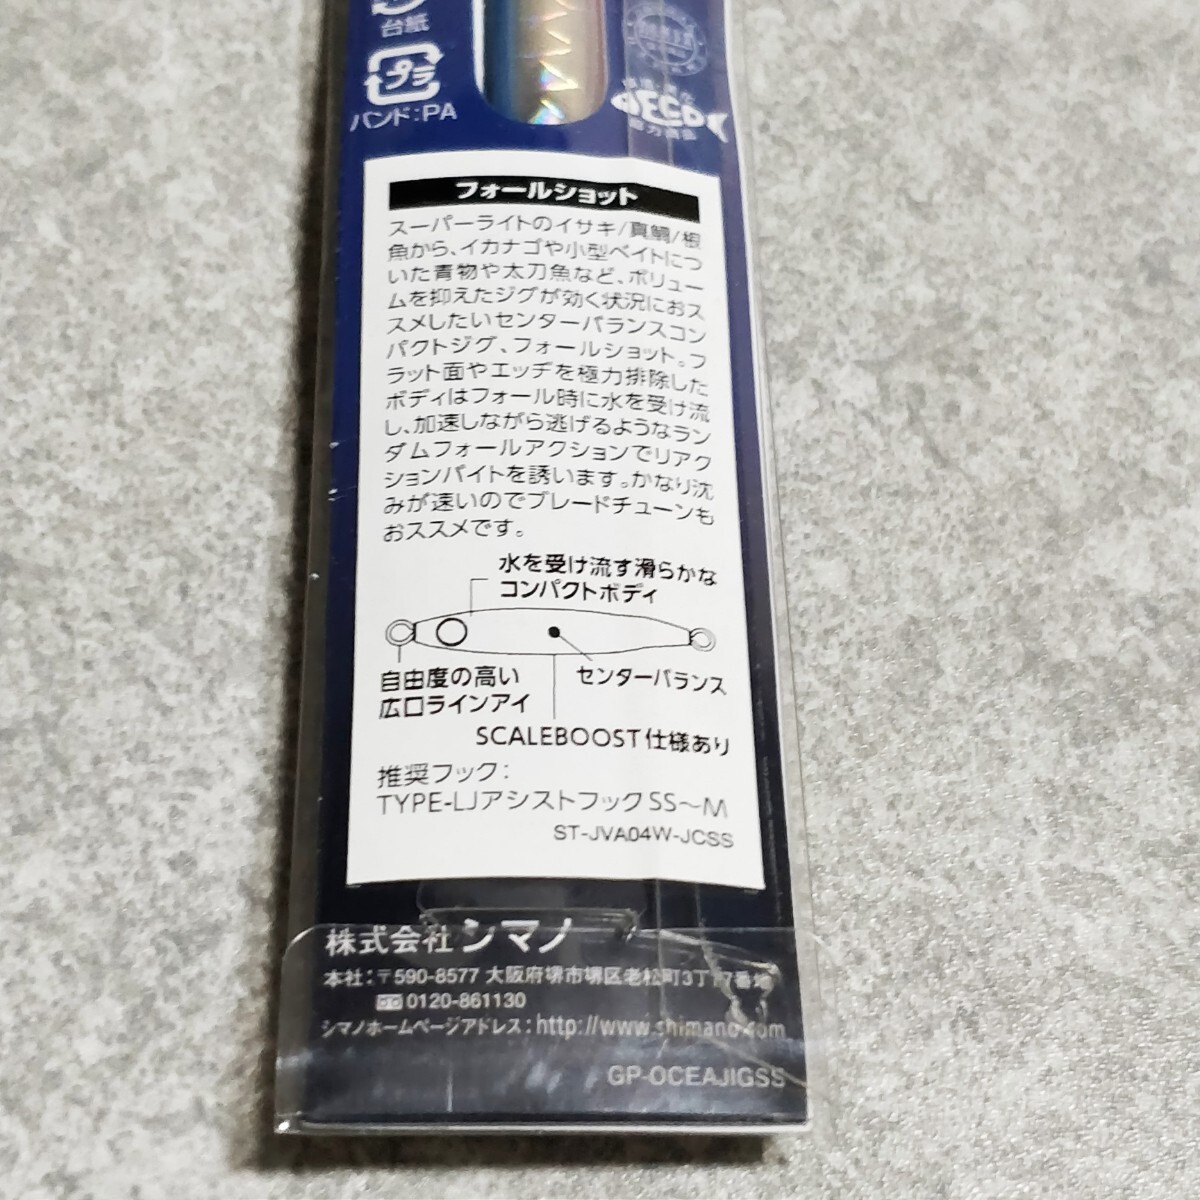 台紙
プラ
バンド:PA
フォールショット
スーパーライトのイサキ/真鯛/根
魚から、イカナゴや小型ベイトにつ
いた青物や太刀魚など、ボリュー
ムを抑えたジグが効く状況におス
スメしたいセンターバランスコン
パクトジグ、フォールショット。フ
ラット面やエッヂを極力排除した
ボディはフォール時に水を受け流
し、加速しながら逃げるようなラン
ダムフォールアクションでリアク
ションバイトを誘います。かなり沈
みが速いのでブレードチューンも
おススメです。
水を受け流す滑らかな
コンパクトボディ
自由度の高い
広口ラインアイ
センターバランス
SCALEBOOST仕様あり
推奨フック:
TYPE-LJアシストフックSS〜M
ST-JVA04W-JCSS
株式会社シマノ
本社:〒590-8577 大阪府堺市堺区老松町3丁77番地
0120-861130
シマノホームページアドレス:http://www.shimano.com
GP-OCEAJIGSS